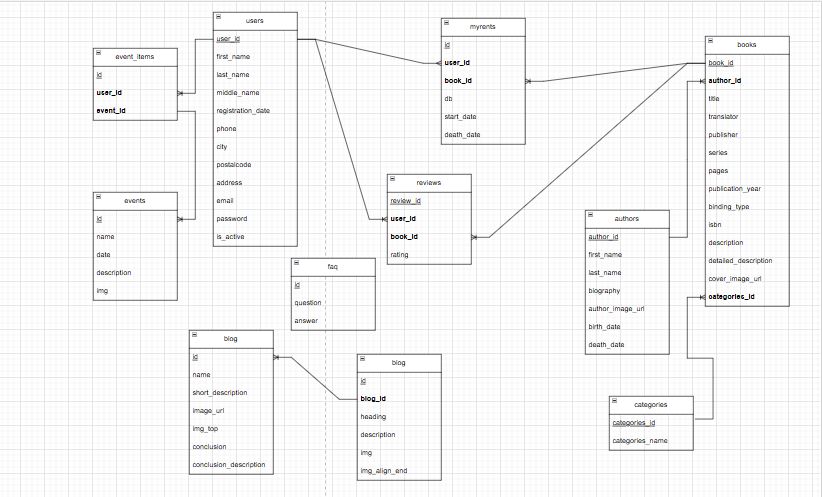 users
user_id
first_name
last_name
middle_name
registration_date
phone
city
postalcode
address
email
password
is_active
event_items
id
user_id
event_id
events
id
name
date
description
img
myrents
id
user_id
book_id
db
start_date
death_date
reviews
review_id
user_id
book_id
rating
books
book_id
author_id
title
translator
publisher
series
pages
publication_year
binding_type
isbn
description
detailed_description
cover_image_url
categories_id
authors
author_id
first_name
last_name
biography
author_image_url
birth_date
death_date
faq
id
question
answer
blog
id
name
short_description
image_url
img_top
conclusion
conclusion_description
blog
id
blog_id
heading
description
img
img_align_end
categories
categories_id
categories_name